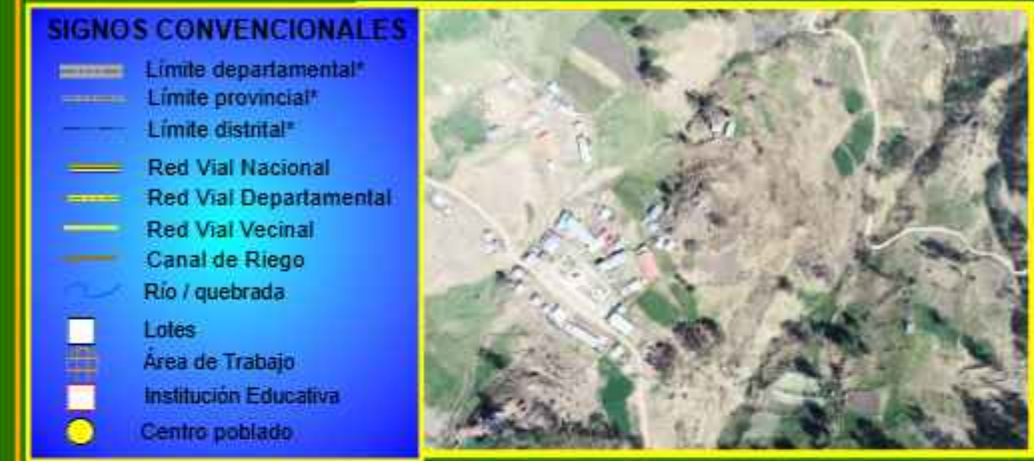 SIGNOS CONVENCIONALES
Límite departamental*
Límite provincial*
Límite distrital*
Red Vial Nacional
Red Vial Departamental
Red Vial Vecinal
Canal de Riego
Río / quebrada
Lotes
Área de Trabajo
Institución Educativa
Centro poblado